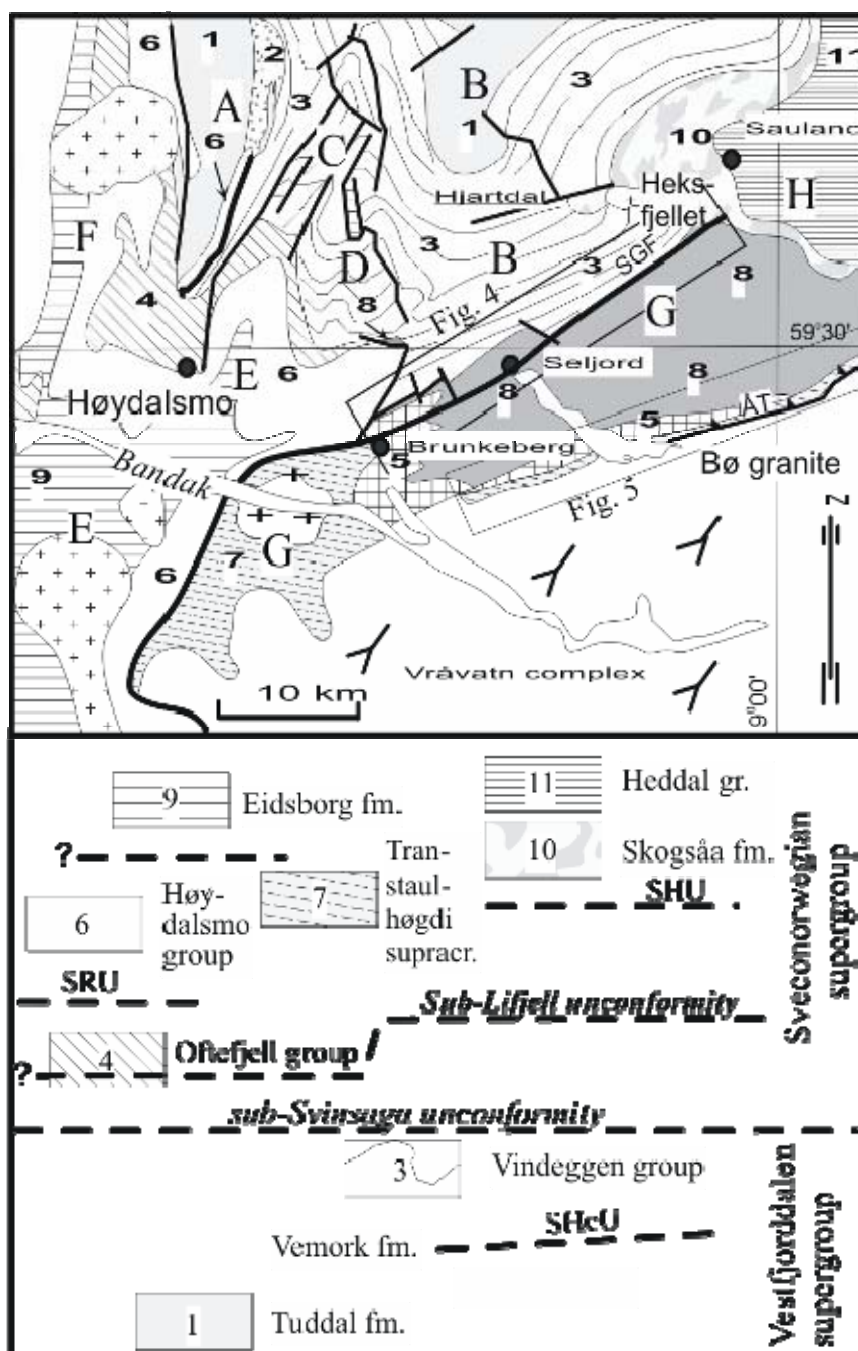 6
1
2
3
B
3
11
A
1
10
Sauland
6
C
Hjartdal
Heks-
fjellet
H
F
3
D
B
3
SGF
4
8
Fig. 4
G
8
59°30'
E
6
Seljord
Høydalsmo
8
8
5
ÅT
Brunkeberg
5
9
Bandak
Bø granite
Fig. 5
E
G
6
7
Z
Vråvatn complex
10 km
9°00'
9
Eidsborg fm.
11
Heddal gr.
?
10
Skogsåa fm.
6
Høy-
dalsmo
group
7
Tran-
staul-
høgdi
supracr.
SHU
SRU
Sub-Lifjell unconformity
Sveconorwegian
supergroup
4
Oftefjell group
?
sub-Svinsaga unconformity
3
Vindeggen group
SHeU
Vemork fm.
Vestfjorddalen
supergroup
1
Tuddal fm.